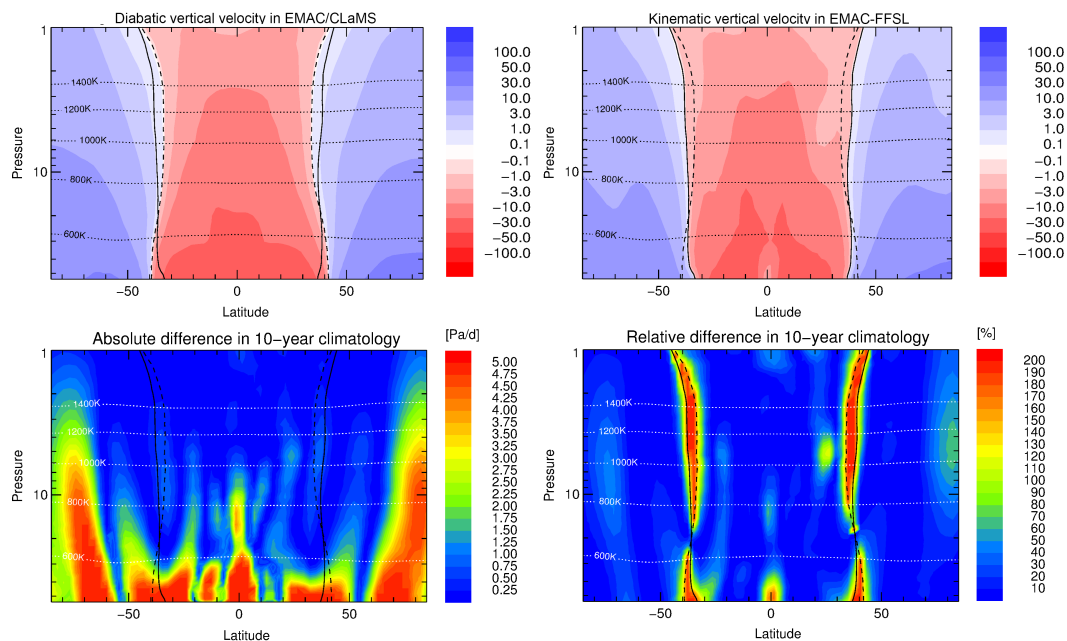 Diabatic vertical velocity in EMAC/CLaMS
1
10
Pressure
1400K
1200K
1000K
800K
600K
−50
0
50
Latitude
100.0
50.0
30.0
10.0
3.0
1.0
0.1
−0.1
−1.0
−3.0
−10.0
−30.0
−50.0
−100.0
Kinematic vertical velocity in EMAC-FFSL
1
10
Pressure
1400K
1200K
1000K
800K
600K
−50
0
50
Latitude
100.0
50.0
30.0
10.0
3.0
1.0
0.1
−0.1
−1.0
−3.0
−10.0
−30.0
−50.0
−100.0
Absolute difference in 10−year climatology
[Pa/d]
1
10
Pressure
1400K
1200K
1000K
800K
600K
−50
0
50
Latitude
5.00
4.75
4.50
4.25
4.00
3.75
3.50
3.25
3.00
2.75
2.50
2.25
2.00
1.75
1.50
1.25
1.00
0.75
0.50
0.25
Relative difference in 10−year climatology
[%]
1
10
Pressure
1400K
1200K
1000K
800K
600K
−50
0
50
Latitude
200
190
180
170
160
150
140
130
120
110
100
90
80
70
60
50
40
30
20
10